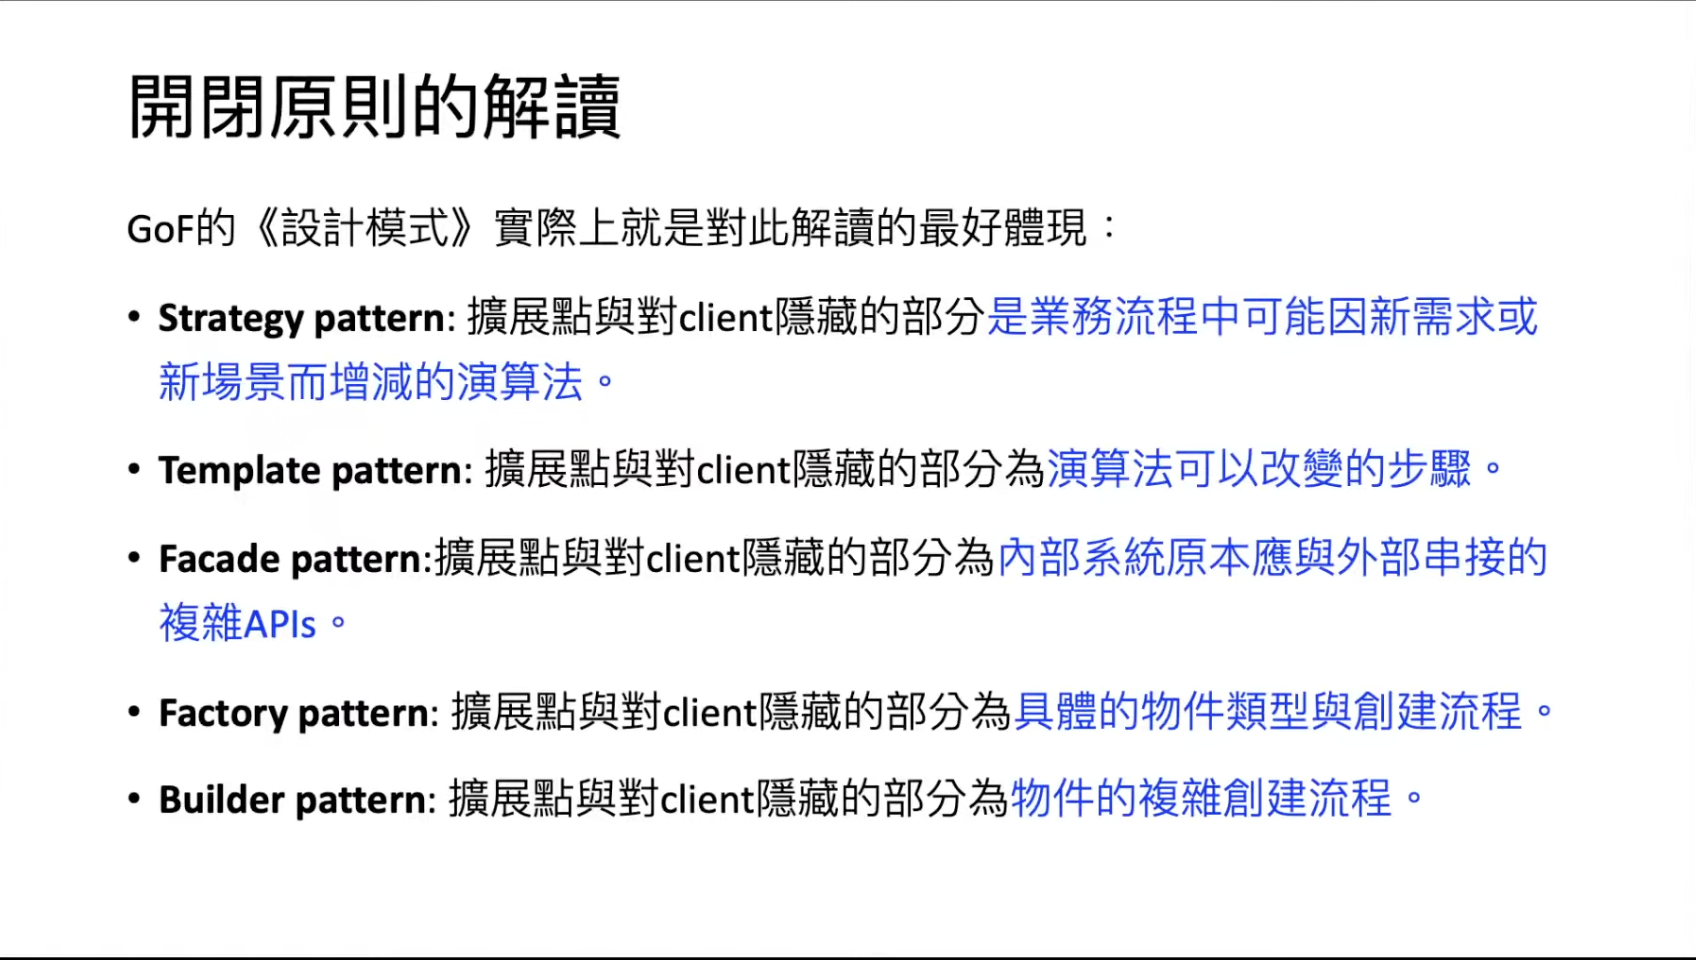 開閉原則的解讀
GoF的《設計模式》實際上就是對此解讀的最好體現：
• Strategy pattern: 擴展點與對client隱藏的部分是業務流程中可能因新需求或
新場景而增減的演算法。
• Template pattern: 擴展點與對client隱藏的部分為演算法可以改變的步驟。
• Facade pattern:擴展點與對client隱藏的部分為內部系統原本應與外部串接的
複雜APIs。
• Factory pattern: 擴展點與對client隱藏的部分為具體的物件類型與創建流程。
• Builder pattern: 擴展點與對client隱藏的部分為物件的複雜創建流程。